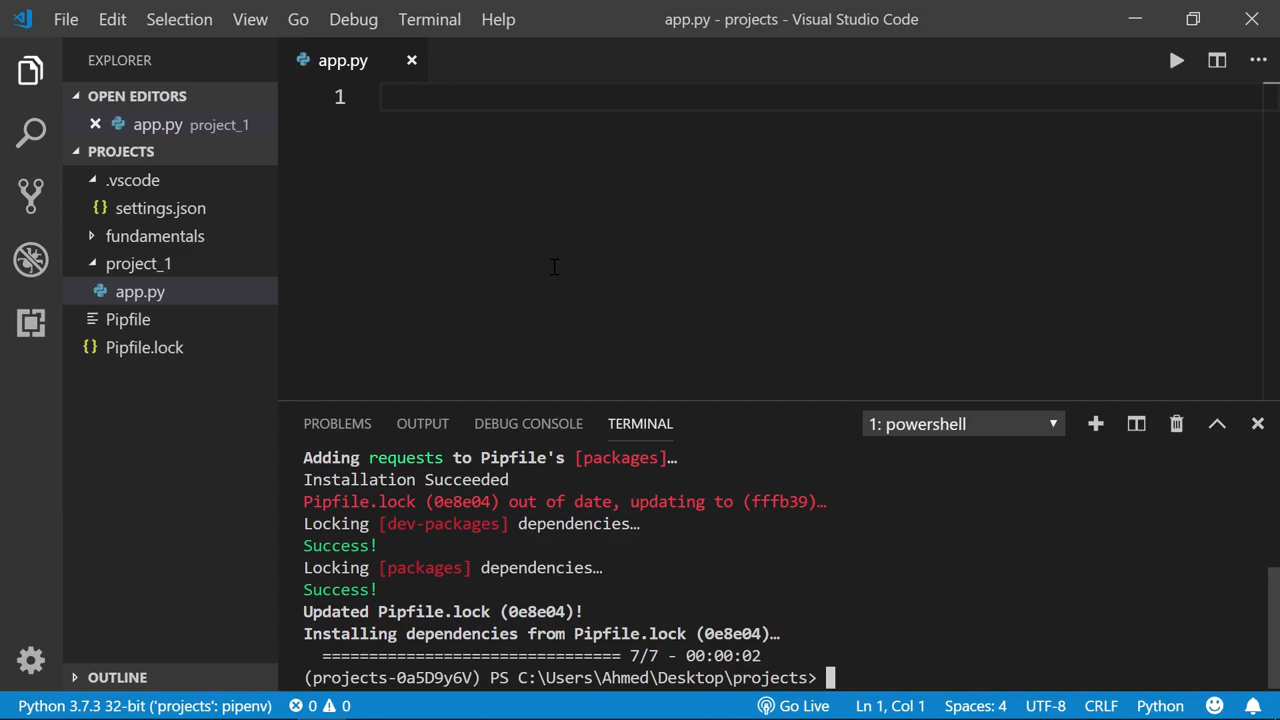 File Edit Selection View Go Debug Terminal Help app.py - projects - Visual Studio Code
EXPLORER
app.py
OPEN EDITORS
app.py project_1
PROJECTS
.vscode
{} settings.json
fundamentals
project_1
app.py
Pipfile
{} Pipfile.lock
OUTLINE
1
PROBLEMS OUTPUT DEBUG CONSOLE TERMINAL 1: powershell
Adding requests to Pipfile's [packages]…
Installation Succeeded
Pipfile.lock (0e8e04) out of date, updating to (fffb39)…
Locking [dev-packages] dependencies…
Success!
Locking [packages] dependencies…
Success!
Updated Pipfile.lock (0e8e04)!
Installing dependencies from Pipfile.lock (0e8e04)…
================================ 7/7 - 00:00:02
(projects-0a5D9y6V) PS C:\Users\Ahmed\Desktop\projects>
Python 3.7.3 32-bit ('projects': pipenv) 0 0 Go Live Ln 1, Col 1 Spaces: 4 UTF-8 CRLF Python